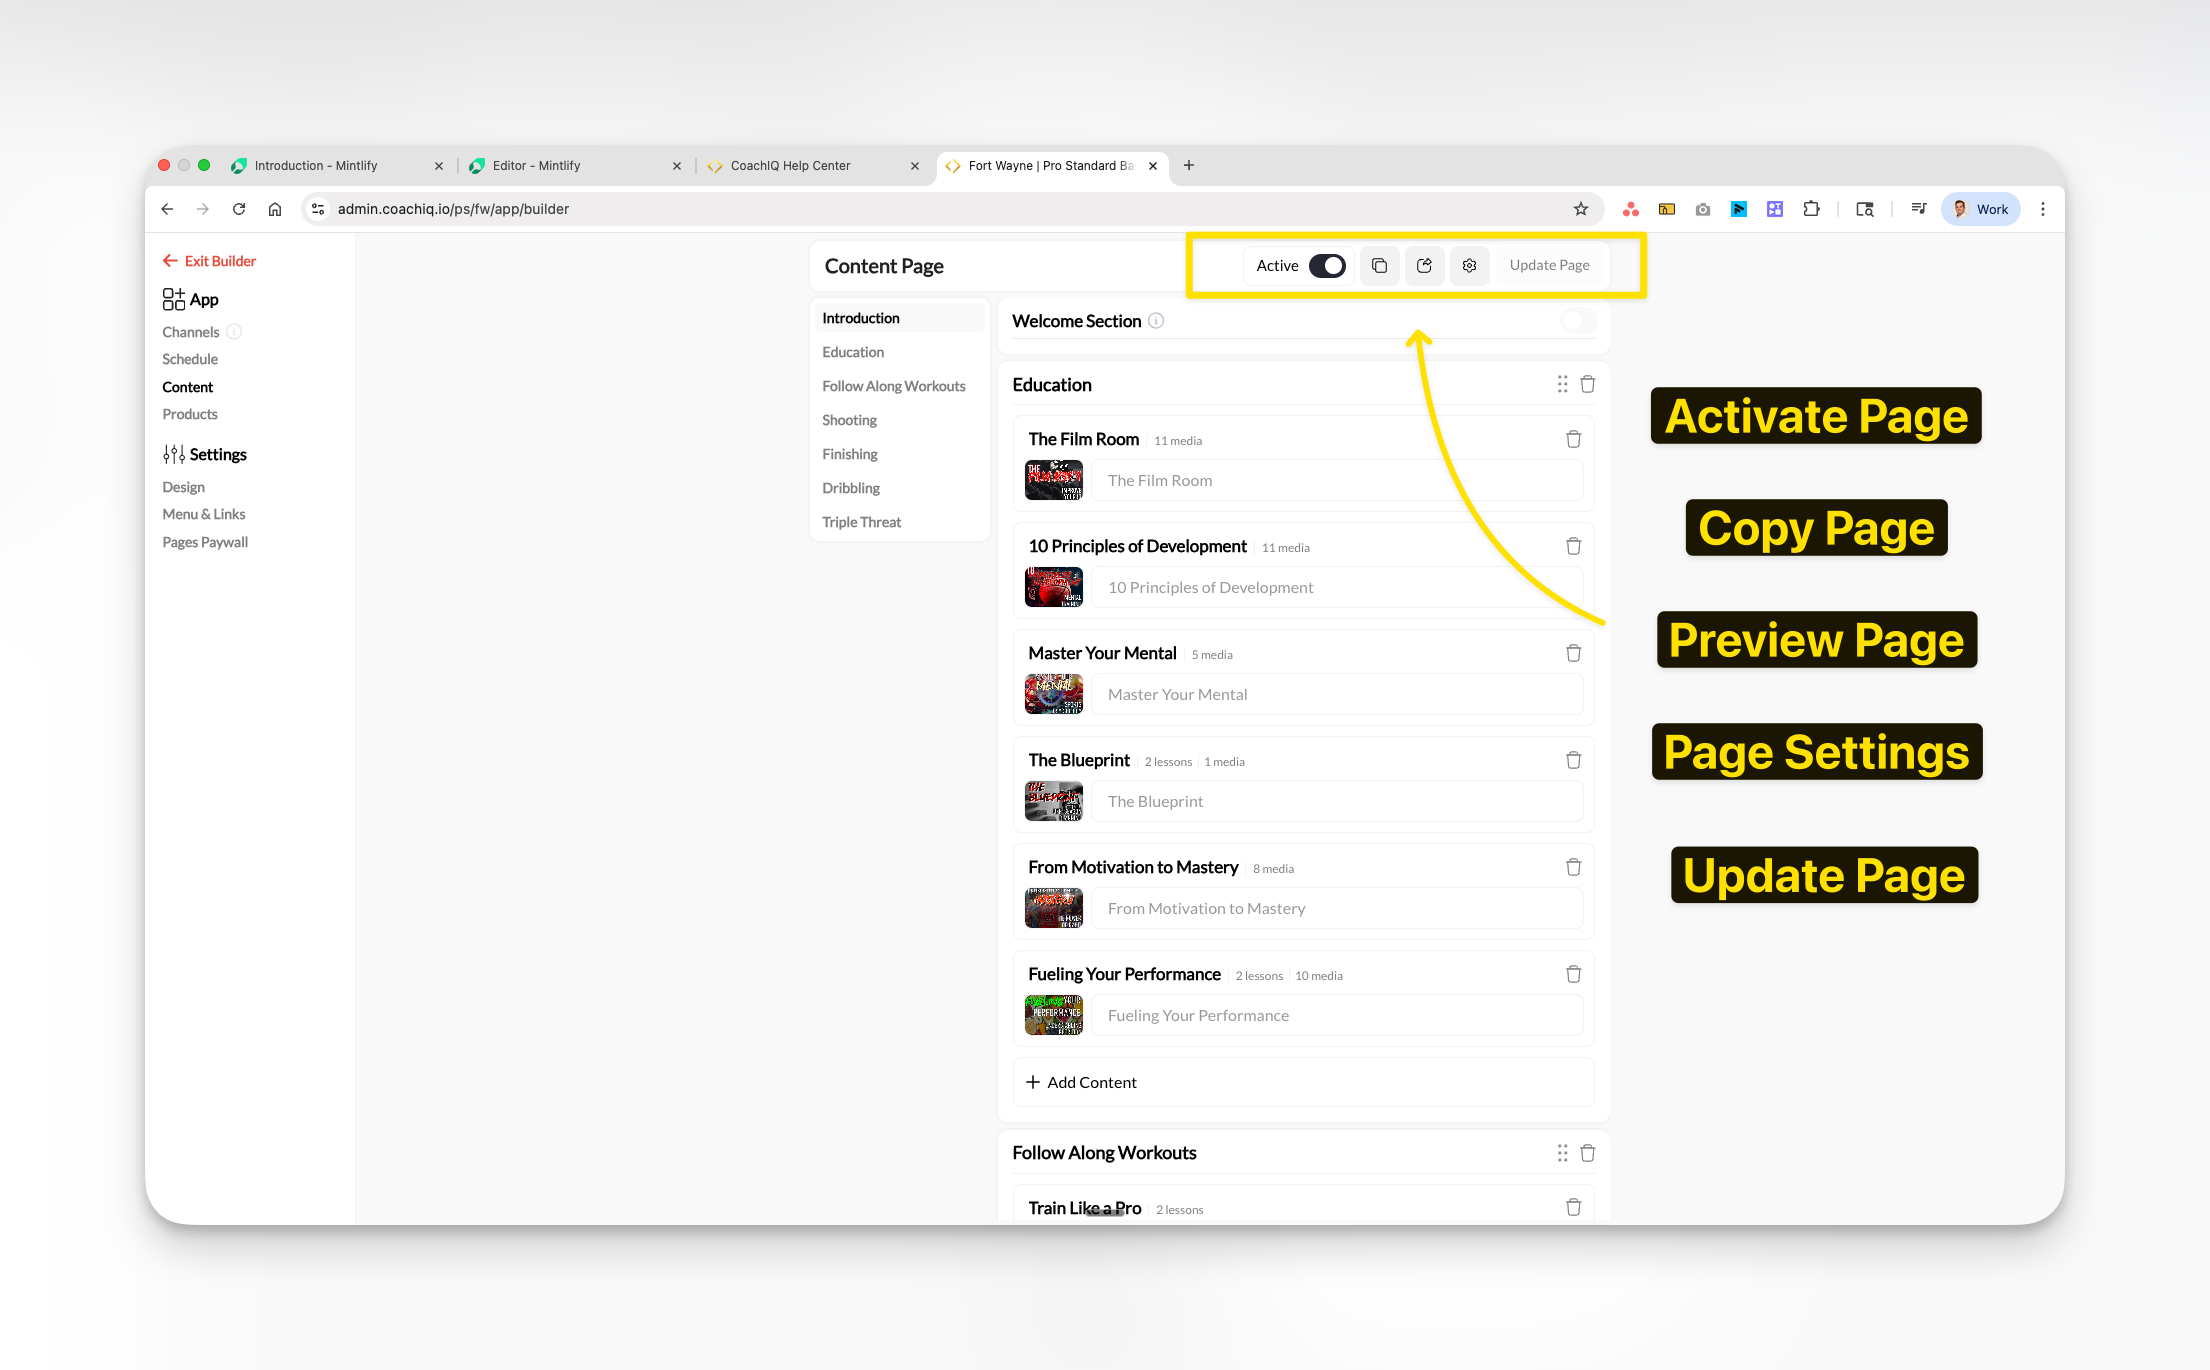 Introduction - Mintlify
Editor - Mintlify
CoachIQ Help Center
Fort Wayne | Pro Standard Ba
admin.coachiq.io/ps/fw/app/builder
Work
Exit Builder
App
Channels
Schedule
Content
Products
Settings
Design
Menu & Links
Pages Paywall
Content Page
Active
Update Page
Introduction
Education
Follow Along Workouts
Shooting
Finishing
Dribbling
Triple Threat
Welcome Section
Education
The Film Room 11 media
The Film Room
10 Principles of Development 11 media
10 Principles of Development
Master Your Mental 5 media
Master Your Mental
The Blueprint 2 lessons 1 media
The Blueprint
From Motivation to Mastery 8 media
From Motivation to Mastery
Fueling Your Performance 2 lessons 10 media
Fueling Your Performance
Add Content
Follow Along Workouts
Train Like a Pro 2 lessons
Activate Page
Copy Page
Preview Page
Page Settings
Update Page